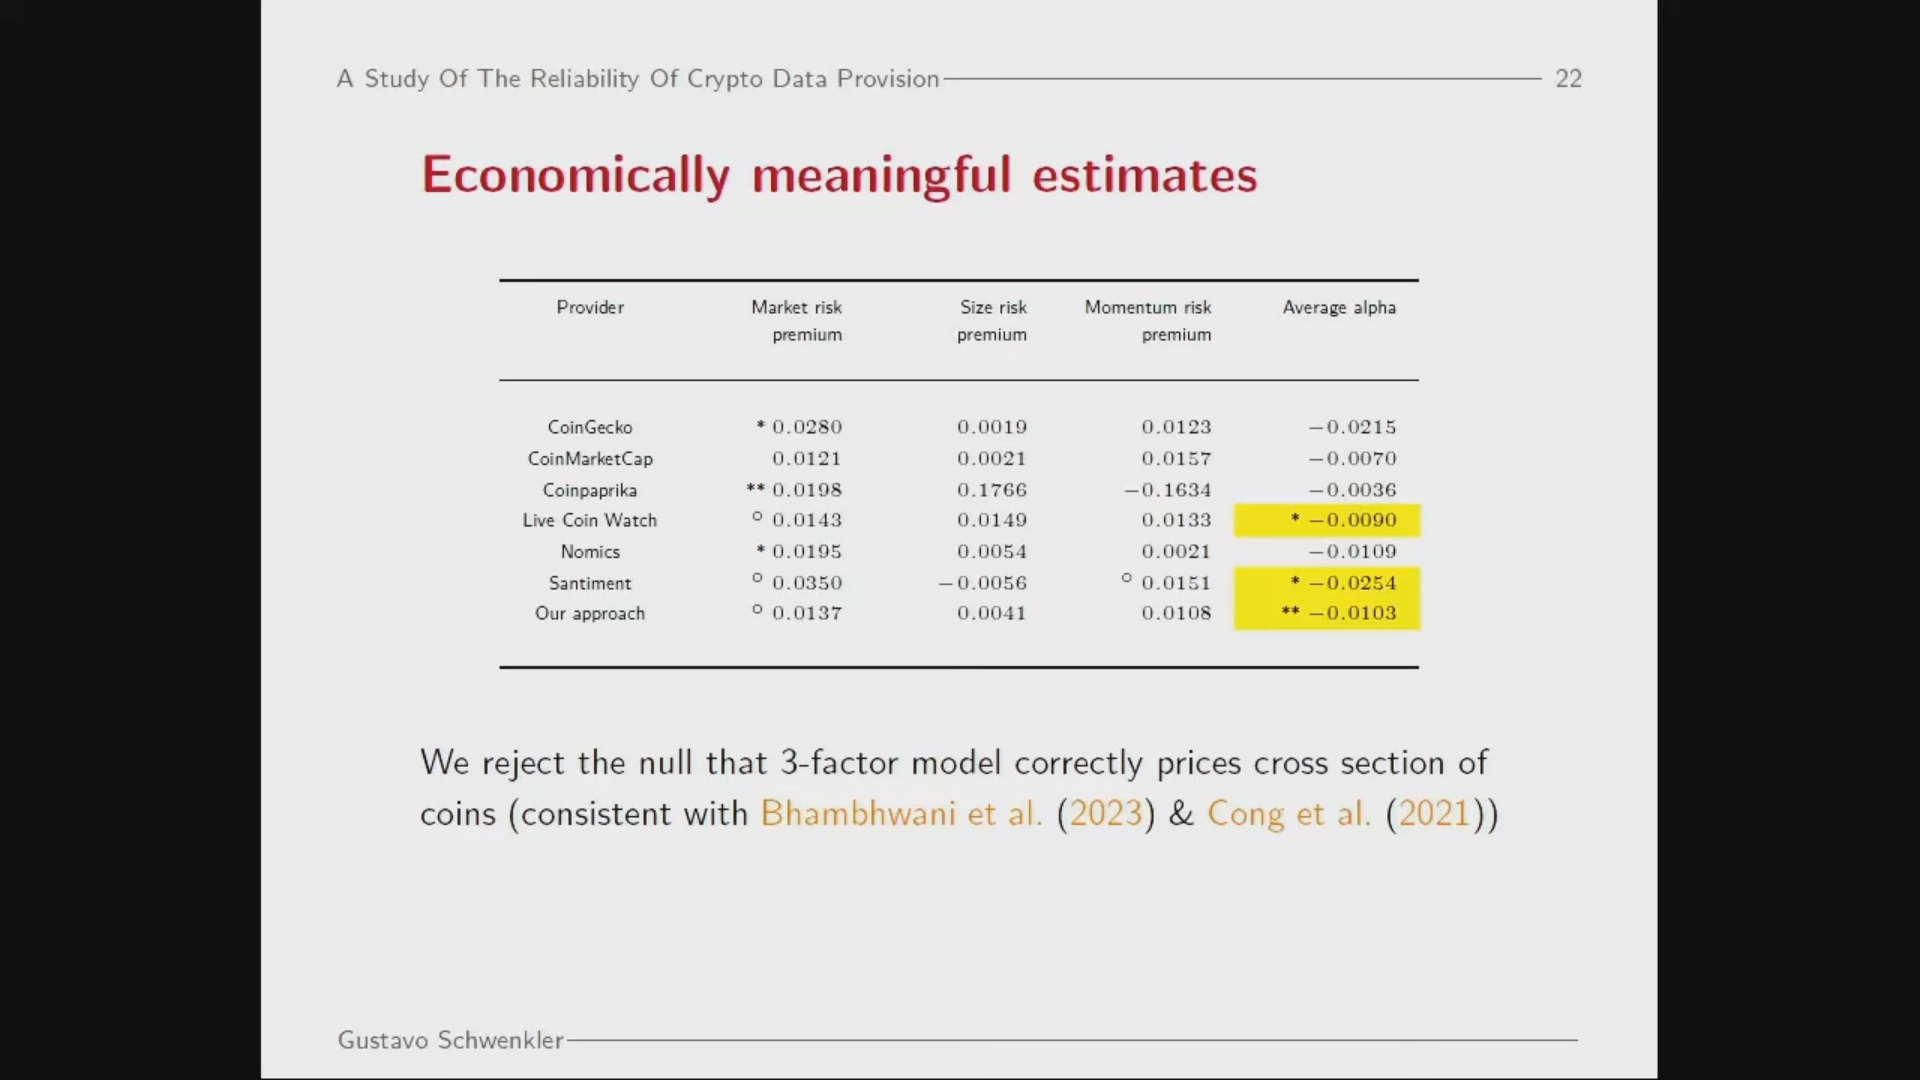 A Study Of The Reliability Of Crypto Data Provision 22
Economically meaningful estimates
Provider Market risk premium Size risk premium Momentum risk premium Average alpha
CoinGecko * 0.0280 0.0019 0.0123 −0.0215
CoinMarketCap 0.0121 0.0021 0.0157 −0.0070
Coinpaprika ** 0.0198 0.1766 −0.1634 −0.0036
Live Coin Watch ○ 0.0143 0.0149 0.0133 * −0.0090
Nomics * 0.0195 0.0054 0.0021 −0.0109
Santiment ○ 0.0350 −0.0056 ○ 0.0151 * −0.0254
Our approach ○ 0.0137 0.0041 0.0108 ** −0.0103
We reject the null that 3-factor model correctly prices cross section of
coins (consistent with Bhambhwani et al. (2023) & Cong et al. (2021))
Gustavo Schwenkler